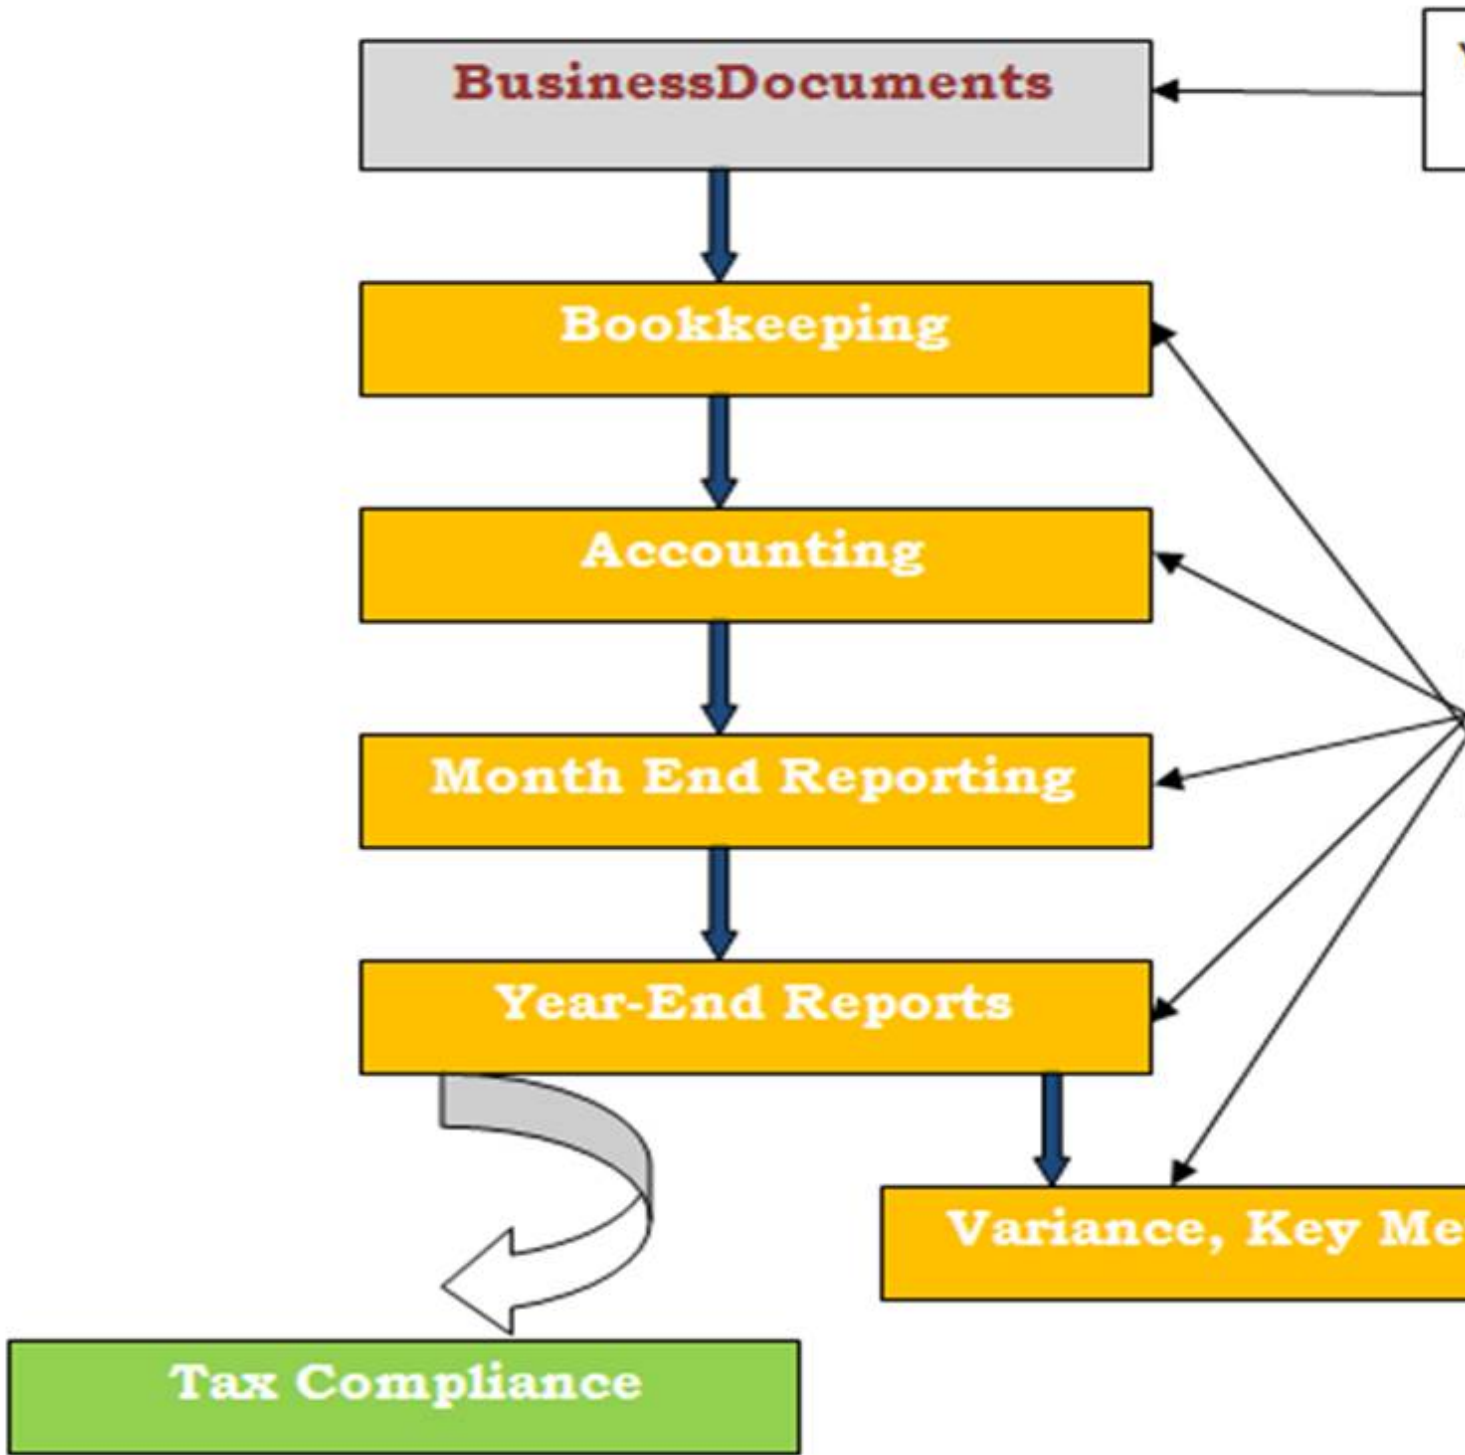 BusinessDocuments
Bookkeeping
Accounting
Month End Reporting
Year-End Reports
Variance, Key
Tax Compliance